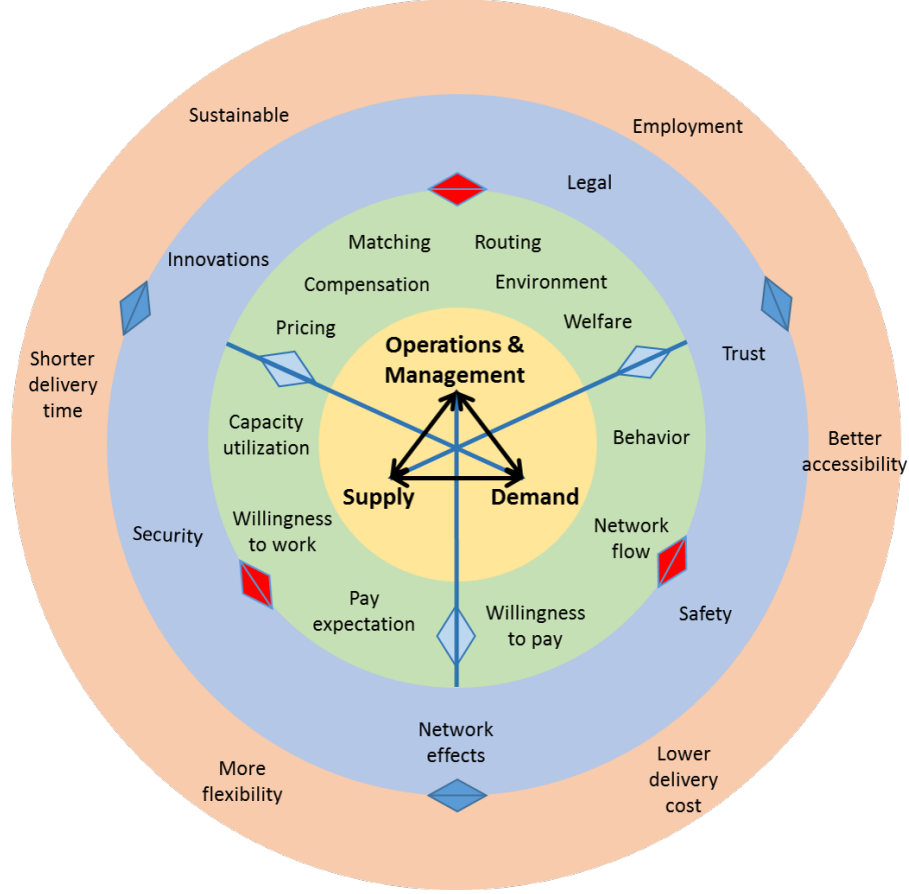 Sustainable
Employment
Legal
Matching
Routing
Innovations
Compensation
Environment
Pricing
Welfare
Operations &
Management
Trust
Shorter
delivery
time
Capacity
utilization
Behavior
Better
accessibility
Supply
Demand
Willingness
to work
Network
flow
Security
Pay
expectation
Willingness
to pay
Safety
Network
effects
More
flexibility
Lower
delivery
cost